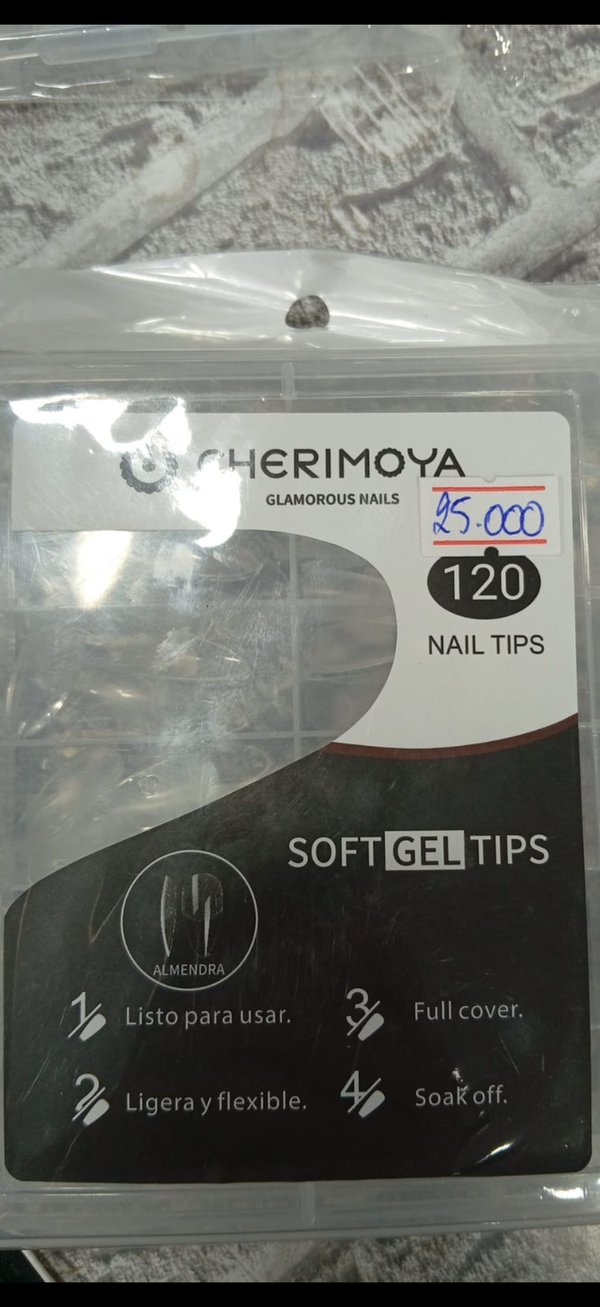 CHERIMOYA
GLAMOROUS NAILS
25.000
120
NAIL TIPS
SOFT GEL TIPS
ALMENDRA
1 Listo para usar.
2 Ligera y flexible.
3 Full cover.
4 Soak off.